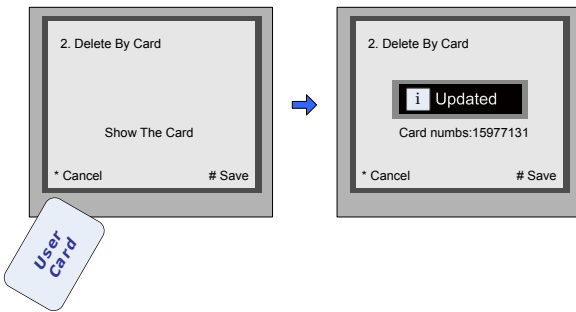 2. Delete By Card
Show The Card
* Cancel # Save
User
Card
2. Delete By Card
i Updated
Card numbs:15977131
* Cancel # Save